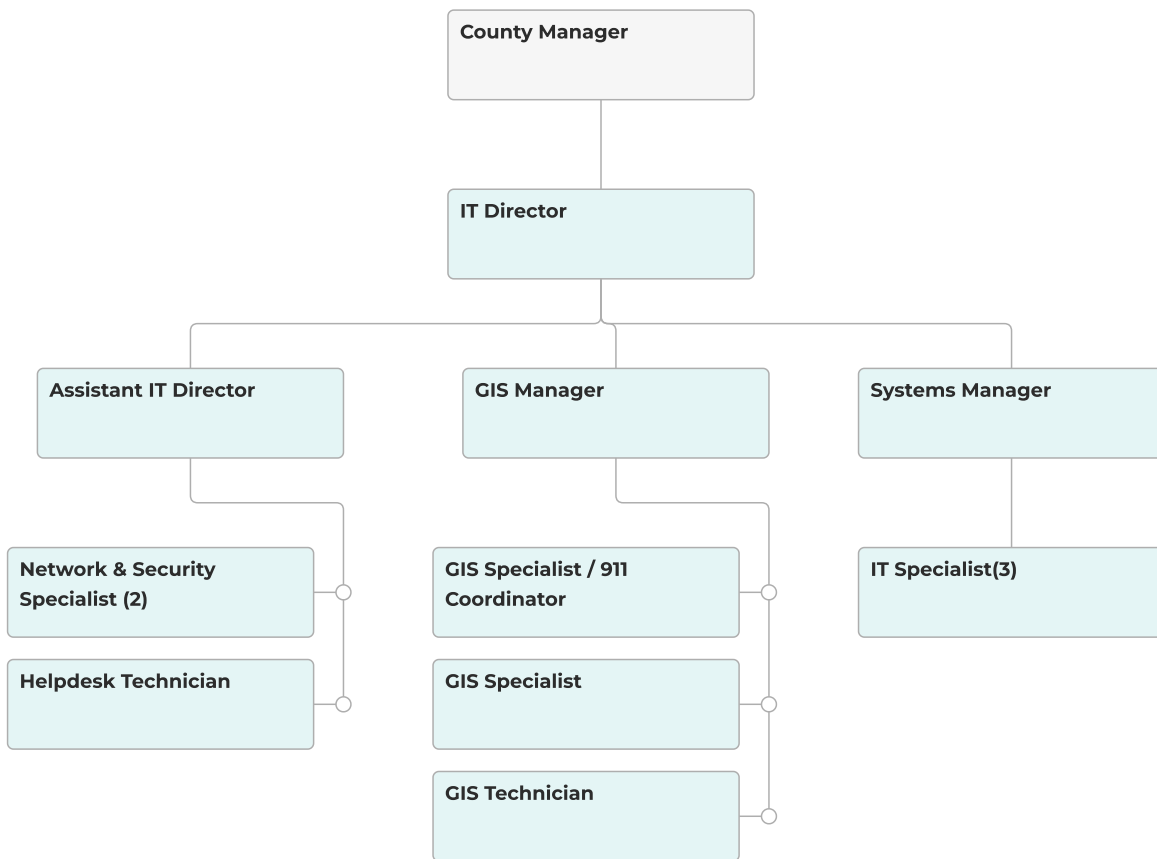 County Manager
IT Director
Assistant IT Director
GIS Manager
Systems Manager
Network & Security
Specialist (2)
GIS Specialist / 911
Coordinator
IT Specialist(3)
Helpdesk Technician
GIS Specialist
GIS Technician